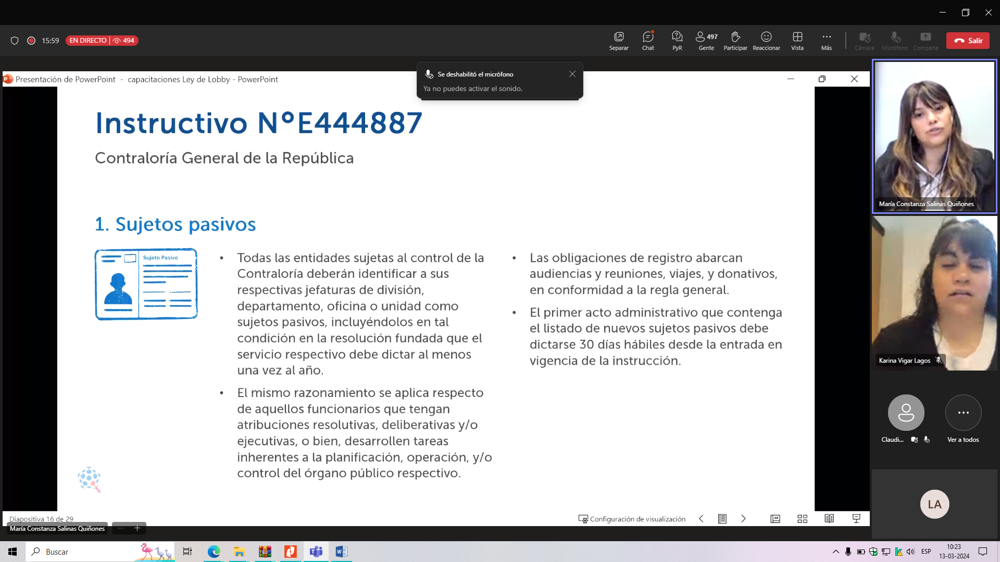 15:59
EN DIRECTO
494
Separar
Chat
PyR
497
Gente
Participar
Reaccionar
Vista
Más
Cámara
Micrófono
Comparte
Salir
Presentación de PowerPoint - capacitaciones Ley de Lobby - PowerPoint
Se deshabilitó el micrófono
Ya no puedes activar el sonido.
Instructivo N°E444887
Contraloría General de la República
1. Sujetos pasivos
Sujeto Pasivo
• Todas las entidades sujetas al control de la
Contraloría deberán identificar a sus
respectivas jefaturas de división,
departamento, oficina o unidad como
sujetos pasivos, incluyéndolos en tal
condición en la resolución fundada que el
servicio respectivo debe dictar al menos
una vez al año.
• El mismo razonamiento se aplica respecto
de aquellos funcionarios que tengan
atribuciones resolutivas, deliberativas y/o
ejecutivas, o bien, desarrollen tareas
inherentes a la planificación, operación, y/o
control del órgano público respectivo.
• Las obligaciones de registro abarcan
audiencias y reuniones, viajes, y donativos,
en conformidad a la regla general.
• El primer acto administrativo que contenga
el listado de nuevos sujetos pasivos debe
dictarse 30 días hábiles desde la entrada en
vigencia de la instrucción.
María Constanza Salinas Quiñones
Karina Vigar Lagos
Claudi...
Ver a todos
LA
Diapositiva 16 de 29
Configuración de visualización
María Constanza Salinas Quiñones
Buscar
ESP
10:23
13-03-2024